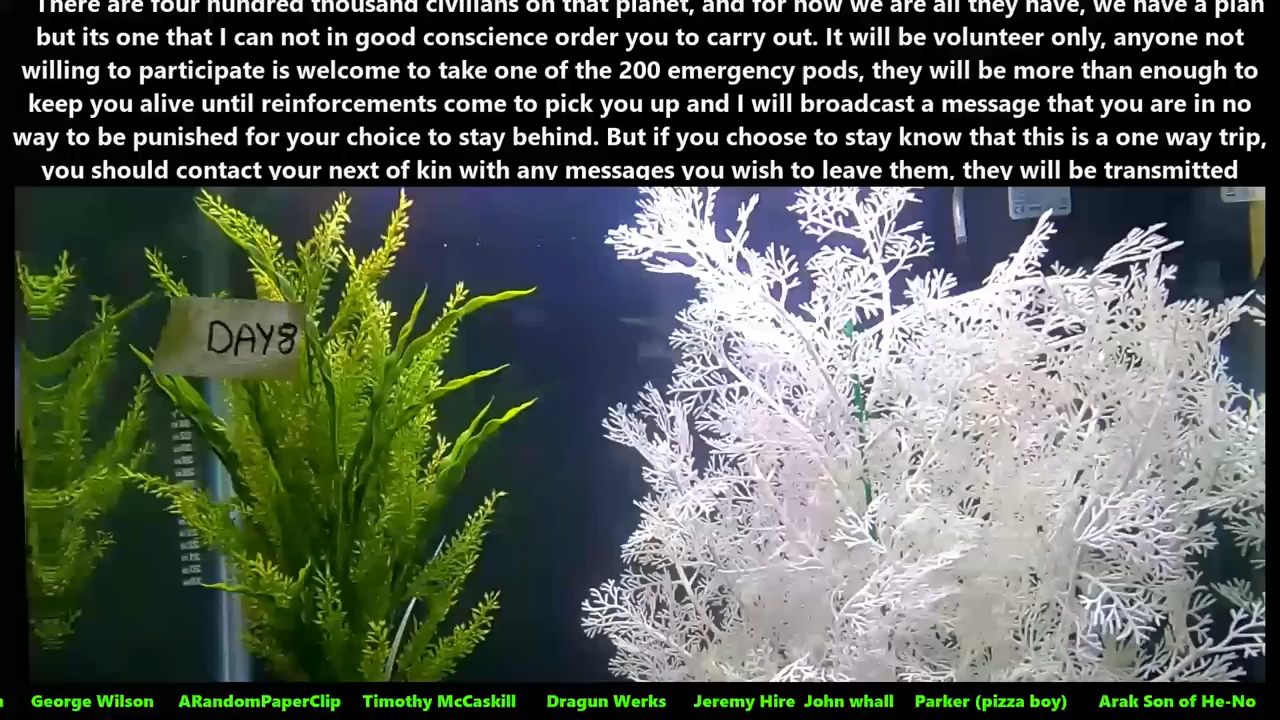 There are four hundred thousand civilians on that planet, and for now we are all they have, we have a plan
but its one that I can not in good conscience order you to carry out. It will be volunteer only, anyone not
willing to participate is welcome to take one of the 200 emergency pods, they will be more than enough to
keep you alive until reinforcements come to pick you up and I will broadcast a message that you are in no
way to be punished for your choice to stay behind. But if you choose to stay know that this is a one way trip,
you should contact your next of kin with any messages you wish to leave them, they will be transmitted
DAY8
George Wilson ARandomPaperClip Timothy McCaskill Dragun Werks Jeremy Hire John whall Parker (pizza boy) Arak Son of He-No